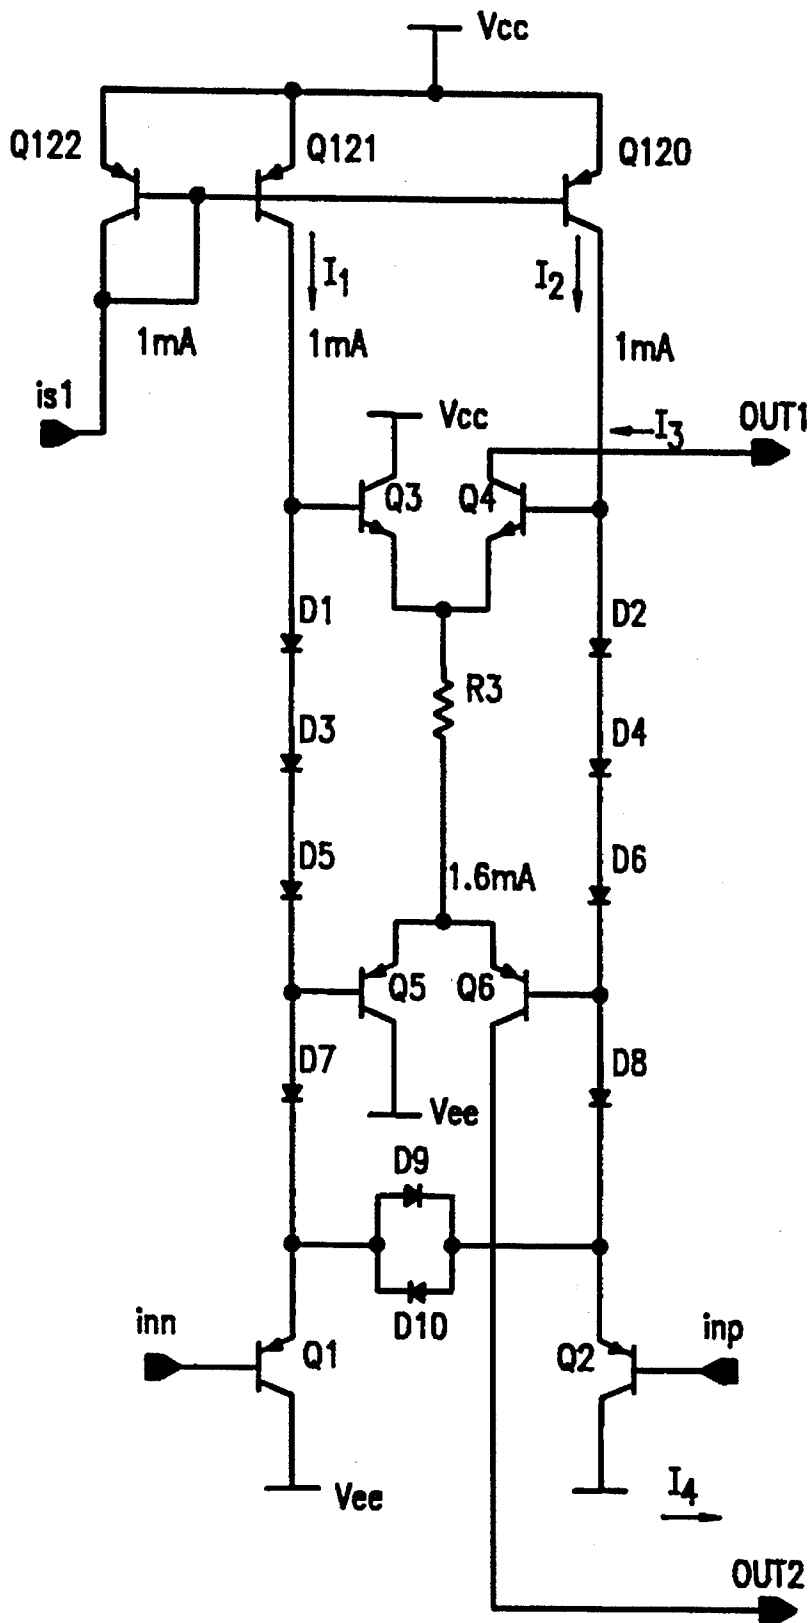 Vcc
Q122
Q121
Q120
I1
I2
1mA
1mA
1mA
is1
Vcc
I3
OUT1
Q3
Q4
D1
D2
R3
D3
D4
D5
D6
1.6mA
Q5
Q6
D7
D8
Vee
D9
D10
inn
Q1
Q2
inp
Vee
I4
OUT2